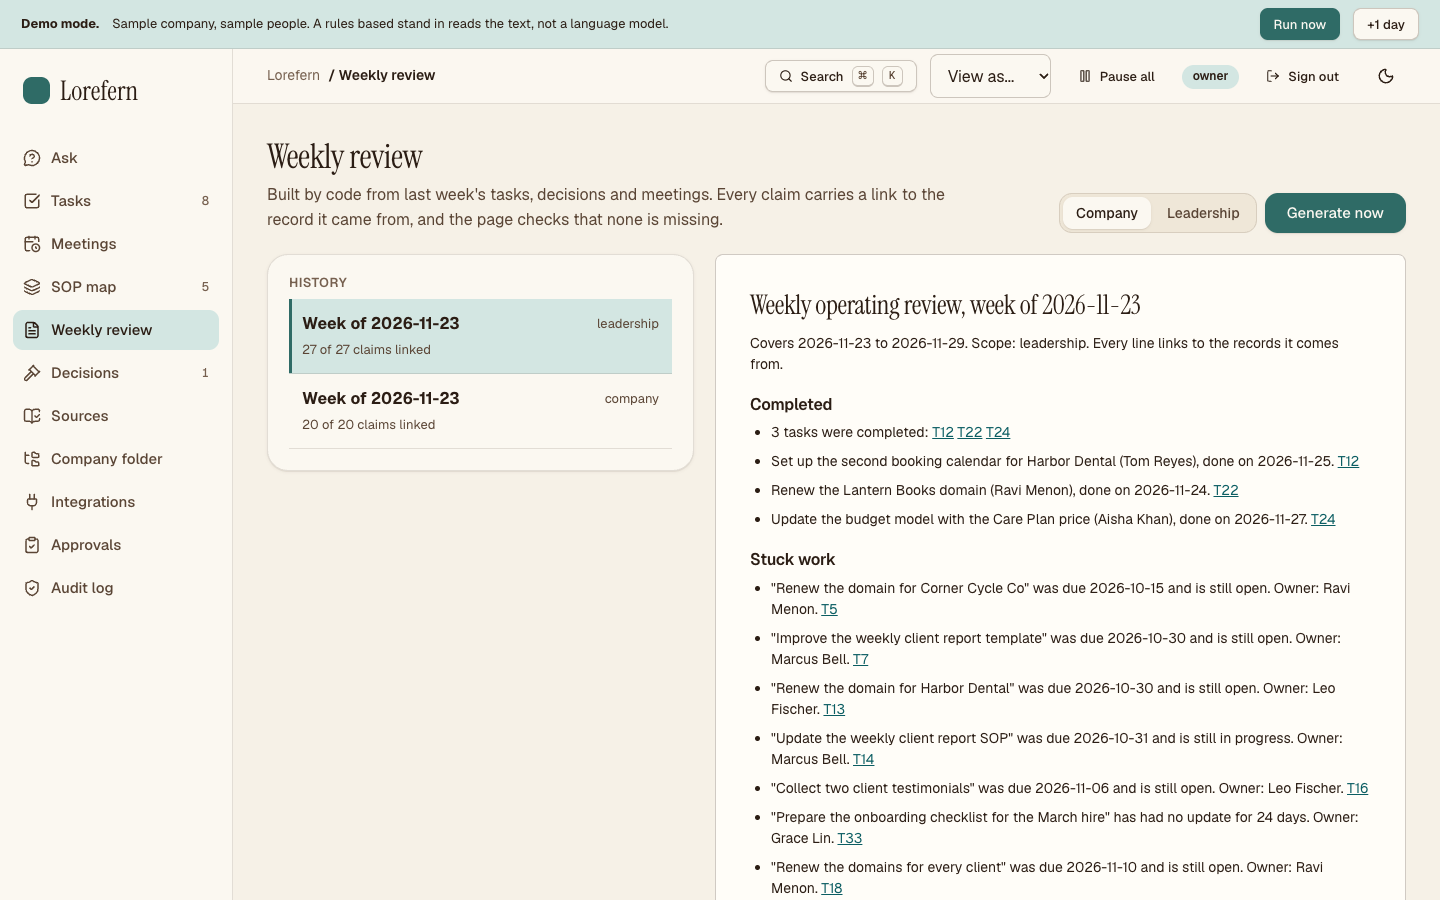 Demo mode. Sample company, sample people. A rules based stand in reads the text, not a language model.
Run now
+1 day
Lorefern
Lorefern / Weekly review
Search ⌘ K
View as...
Pause all
owner
Sign out
Ask
Tasks 8
Meetings
SOP map 5
Weekly review
Decisions 1
Sources
Company folder
Integrations
Approvals
Audit log
Weekly review
Built by code from last week's tasks, decisions and meetings. Every claim carries a link to the
record it came from, and the page checks that none is missing.
Company
Leadership
Generate now
HISTORY
Week of 2026-11-23 leadership
27 of 27 claims linked
Week of 2026-11-23 company
20 of 20 claims linked
Weekly operating review, week of 2026-11-23
Covers 2026-11-23 to 2026-11-29. Scope: leadership. Every line links to the records it comes
from.
Completed
• 3 tasks were completed: T12 T22 T24
• Set up the second booking calendar for Harbor Dental (Tom Reyes), done on 2026-11-25. T12
• Renew the Lantern Books domain (Ravi Menon), done on 2026-11-24. T22
• Update the budget model with the Care Plan price (Aisha Khan), done on 2026-11-27. T24
Stuck work
• "Renew the domain for Corner Cycle Co" was due 2026-10-15 and is still open. Owner: Ravi
Menon. T5
• "Improve the weekly client report template" was due 2026-10-30 and is still open. Owner:
Marcus Bell. T7
• "Renew the domain for Harbor Dental" was due 2026-10-30 and is still open. Owner: Leo
Fischer. T13
• "Update the weekly client report SOP" was due 2026-10-31 and is still in progress. Owner:
Marcus Bell. T14
• "Collect two client testimonials" was due 2026-11-06 and is still open. Owner: Leo Fischer. T16
• "Prepare the onboarding checklist for the March hire" has had no update for 24 days. Owner:
Grace Lin. T33
• "Renew the domains for every client" was due 2026-11-10 and is still open. Owner: Ravi
Menon. T18